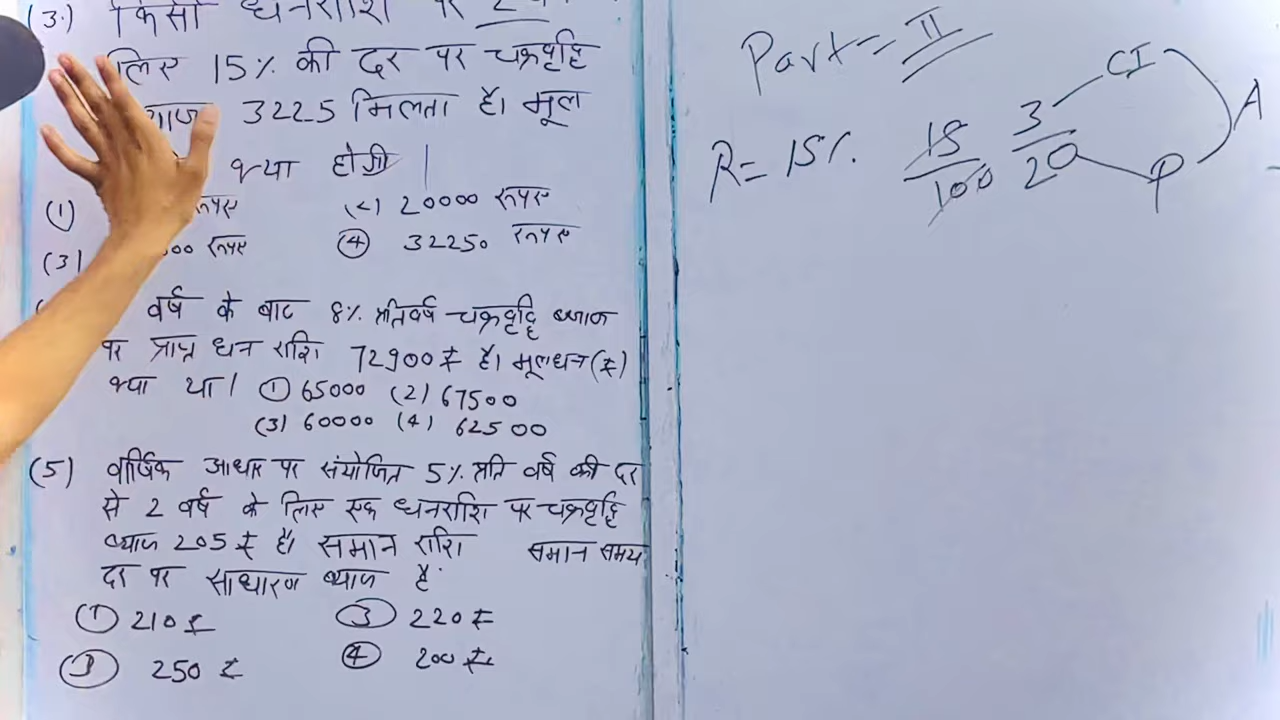 (3.) किसी धनराशि पर
लिए 15% की दर पर चक्रवृद्धि
3225 मिलता है। मूल
क्या होगी
(1) रूपए (2) 20000 रूपए
(3) 000 रूपए (4) 32250 रूपए
वर्ष के बाद 8% प्रतिवर्ष चक्रवृद्धि ब्याज
पर प्राप्त धन राशि 72900 ₹ है। मूलधन (₹)
क्या था। (1) 65000 (2) 67500
(3) 60000 (4) 62500
(5) वार्षिक आधार पर संयोजित 5% प्रति वर्ष की दर
से 2 वर्ष के लिए एक धनराशि पर चक्रवृद्धि
ब्याज 205 ₹ है। समान राशि समान समय
दर पर साधारण ब्याज है:
(1) 210 ₹ (3) 220 ₹
(3) 250 ₹ (4) 200 ₹
Part = II
R = 15% 15/100 3/20 CI P A